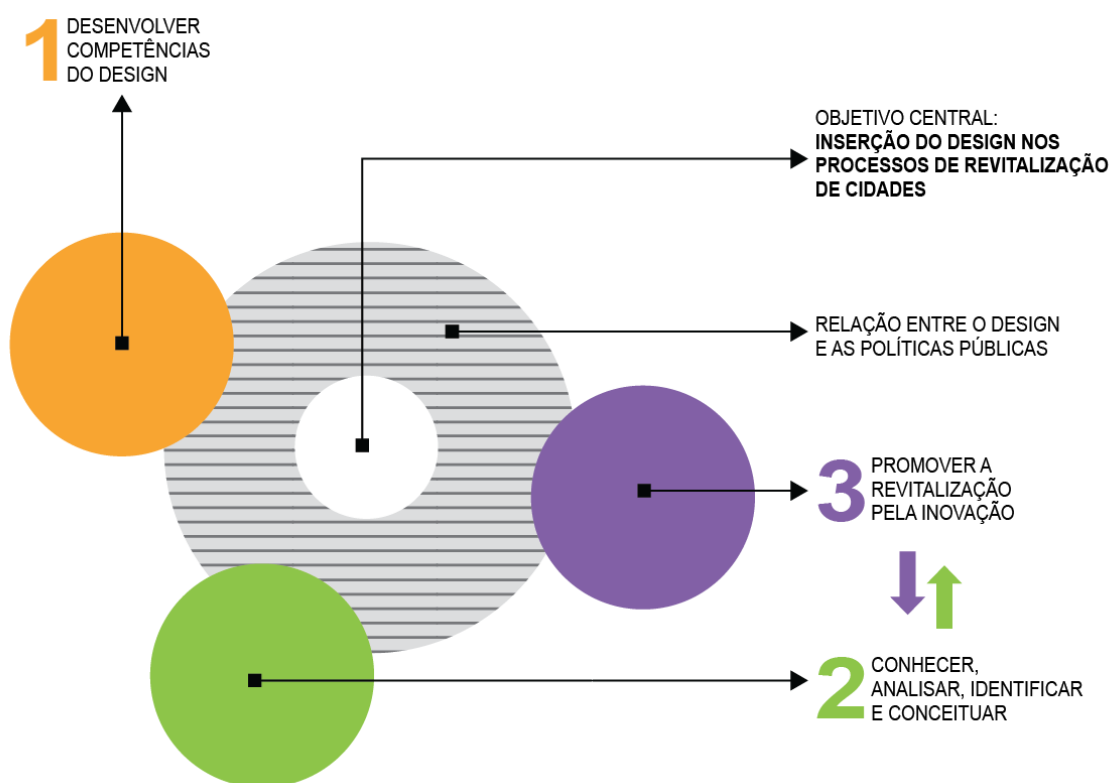 1 DESENVOLVER
COMPETÊNCIAS
DO DESIGN
OBJETIVO CENTRAL:
INSERÇÃO DO DESIGN NOS
PROCESSOS DE REVITALIZAÇÃO
DE CIDADES
RELAÇÃO ENTRE O DESIGN
E AS POLÍTICAS PÚBLICAS
3 PROMOVER A
REVITALIZAÇÃO
PELA INOVAÇÃO
2 CONHECER,
ANALISAR, IDENTIFICAR
E CONCEITUAR